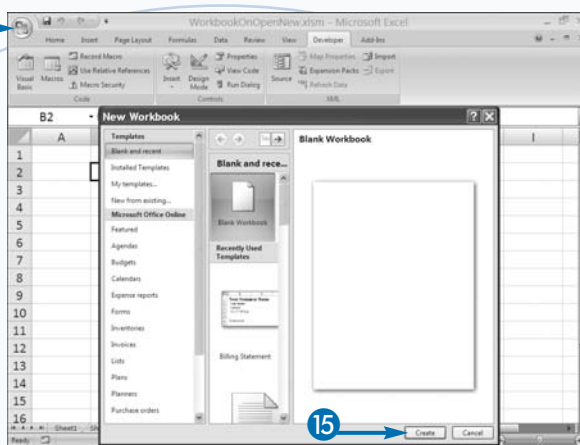 WorkbookOnOpenNew.xlsm - Microsoft Excel
Home Insert Page Layout Formulas Data Review View Developer Add-Ins
Visual Basic
Macros
Record Macro
Use Relative References
Macro Security
Code
Insert
Design Mode
Properties
View Code
Run Dialog
Controls
Source
Map Properties
Expansion Packs
Refresh Data
Import
Export
XML
B2
A
I
1
2
3
4
5
6
7
8
9
10
11
12
13
14
15
16
New Workbook
Templates
Blank and recent
Installed Templates
My templates...
New from existing...
Microsoft Office Online
Featured
Agendas
Budgets
Calendars
Expense reports
Forms
Inventories
Invoices
Lists
Plans
Planners
Purchase orders
Blank and rece...
Blank Workbook
Recently Used
Templates
Billing Statement
Blank Workbook
15
Create
Cancel
Sheet1
Ready